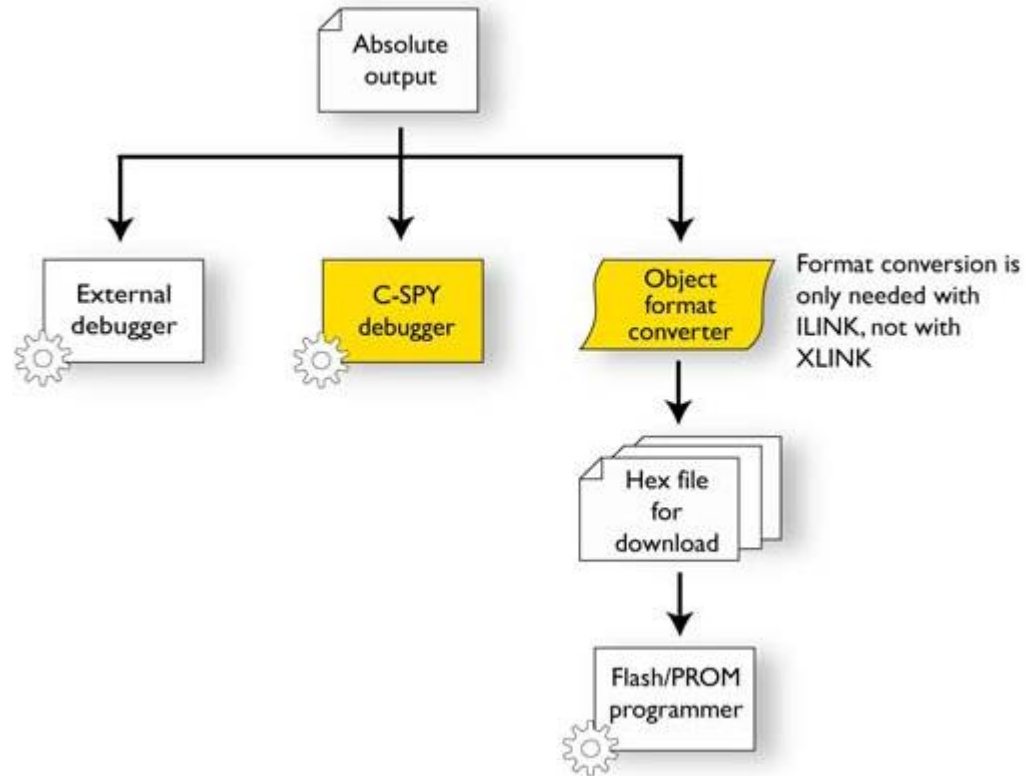 Absolute
output
External
debugger
C-SPY
debugger
Object
format
converter
Format conversion is
only needed with
ILINK, not with
XLINK
Hex file
for
download
Flash/PROM
programmer